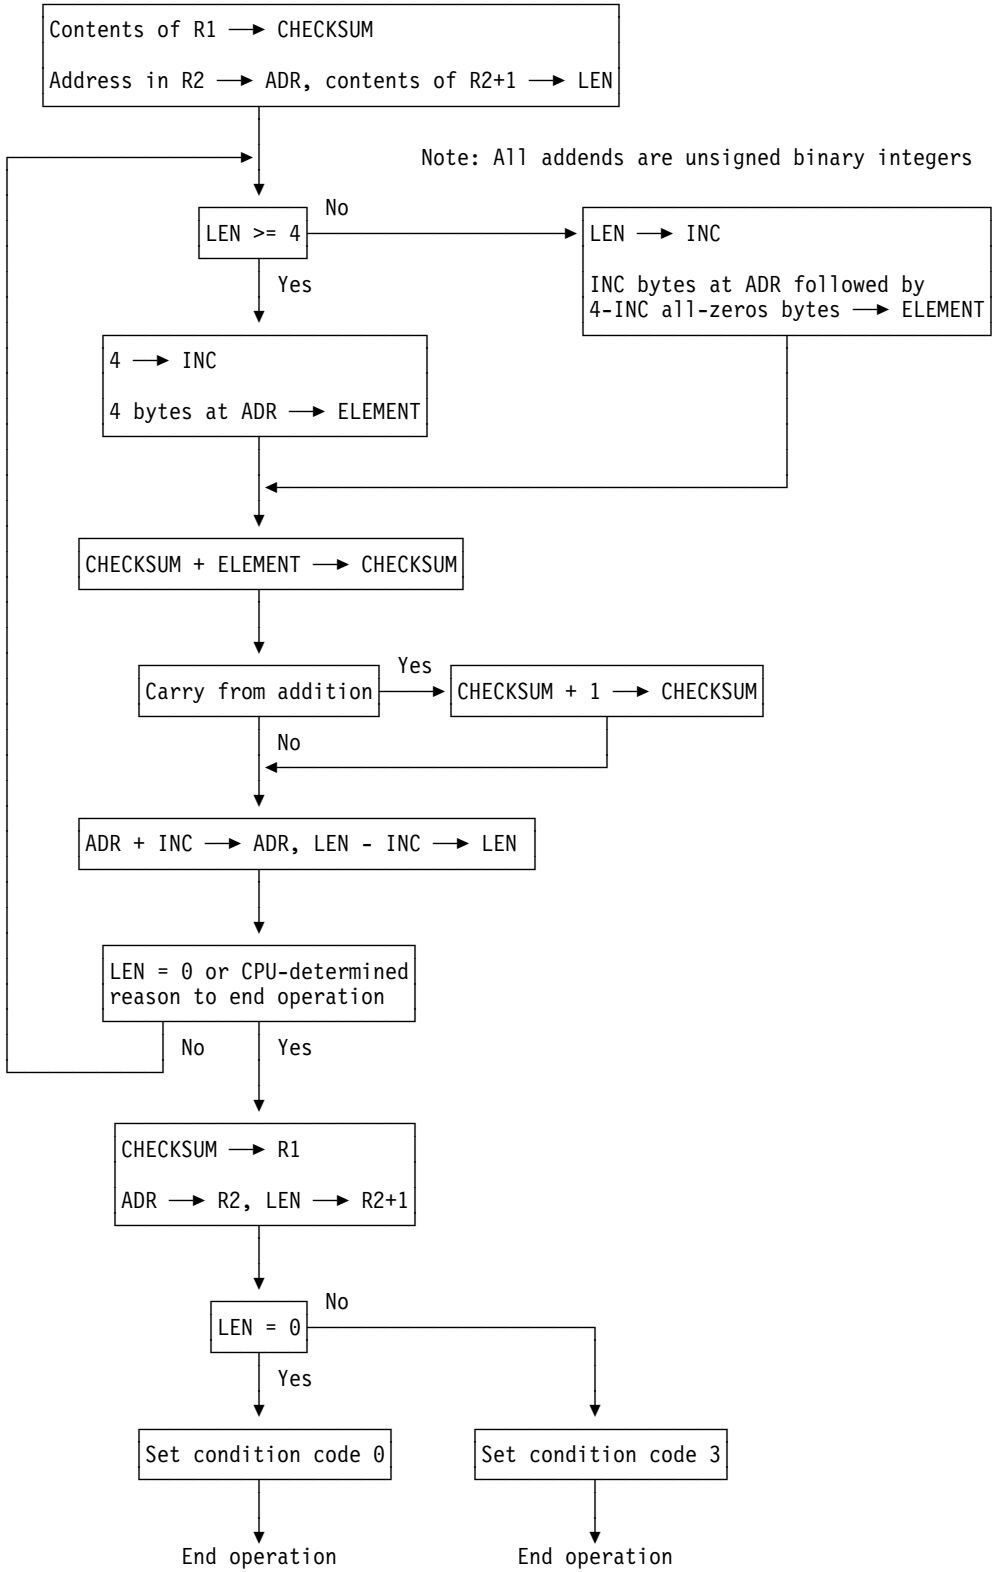 Contents of R1 → CHECKSUM
Address in R2 → ADR, contents of R2+1 → LEN
Note: All addends are unsigned binary integers
LEN >= 4
No
Yes
LEN → INC
INC bytes at ADR followed by
4-INC all-zeros bytes → ELEMENT
4 → INC
4 bytes at ADR → ELEMENT
CHECKSUM + ELEMENT → CHECKSUM
Carry from addition
Yes
CHECKSUM + 1 → CHECKSUM
No
ADR + INC → ADR, LEN - INC → LEN
LEN = 0 or CPU-determined
reason to end operation
No
Yes
CHECKSUM → R1
ADR → R2, LEN → R2+1
LEN = 0
No
Yes
Set condition code 0
Set condition code 3
End operation
End operation